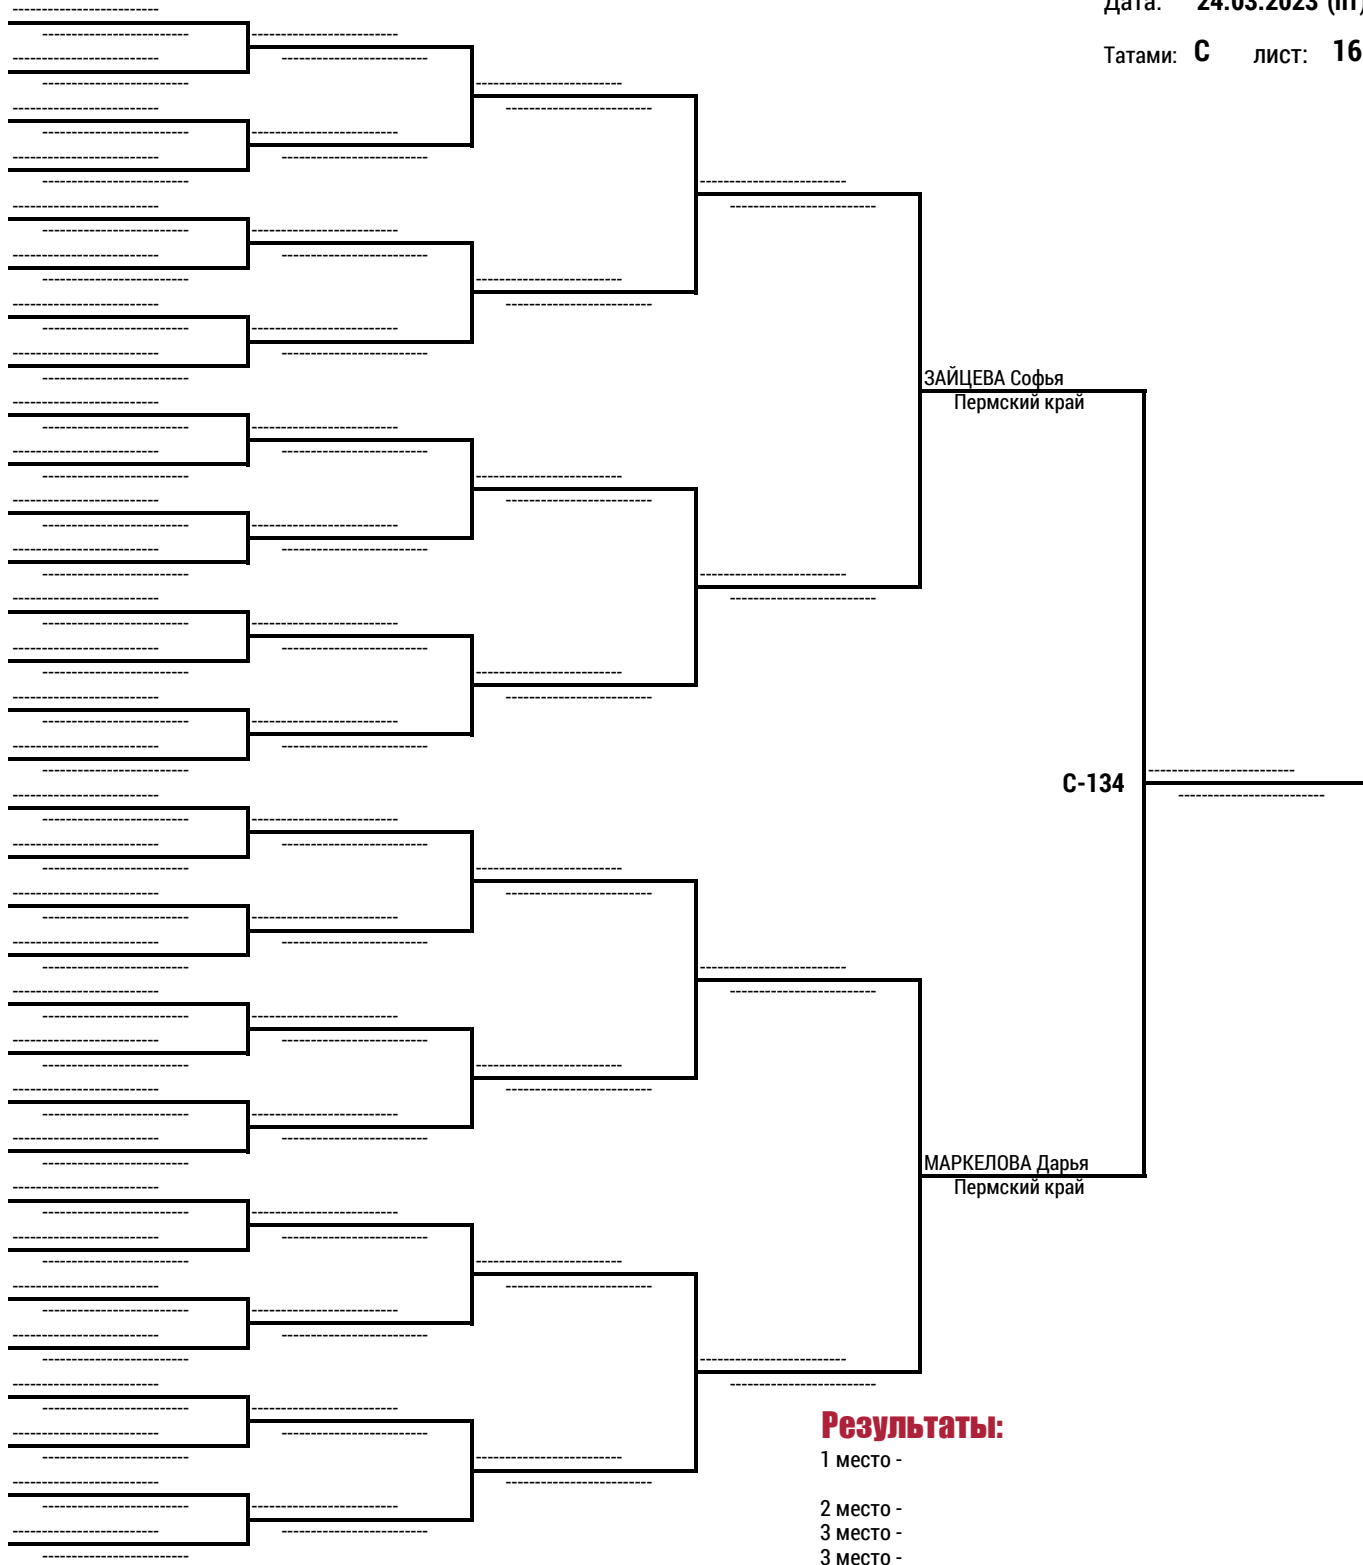 Дата: 24.03.2023 (пт)
Татами: C лист: 16
ЗАЙЦЕВА Софья
Пермский край
C-134
МАРКЕЛОВА Дарья
Пермский край
Результаты:
1 место -
2 место -
3 место -
3 место -